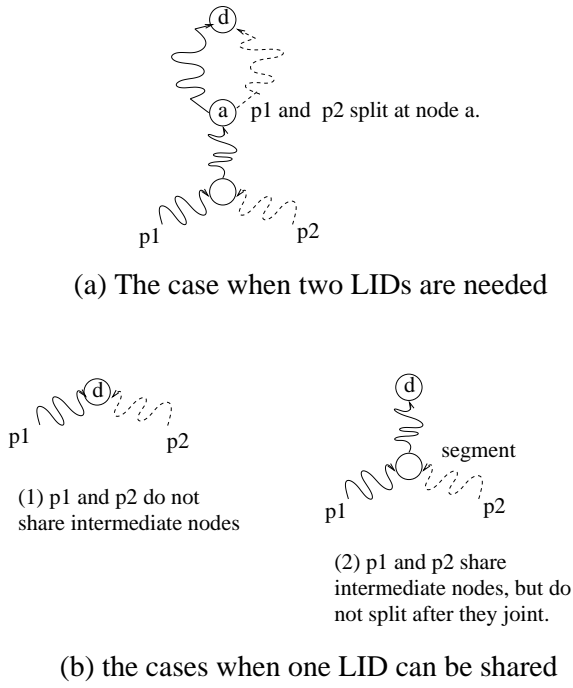 d
a
p1 and p2 split at node a.
p1
p2
(a) The case when two LIDs are needed
d
p1
p2
(1) p1 and p2 do not
share intermediate nodes
d
segment
p1
p2
(2) p1 and p2 share
intermediate nodes, but do
not split after they joint.
(b) the cases when one LID can be shared